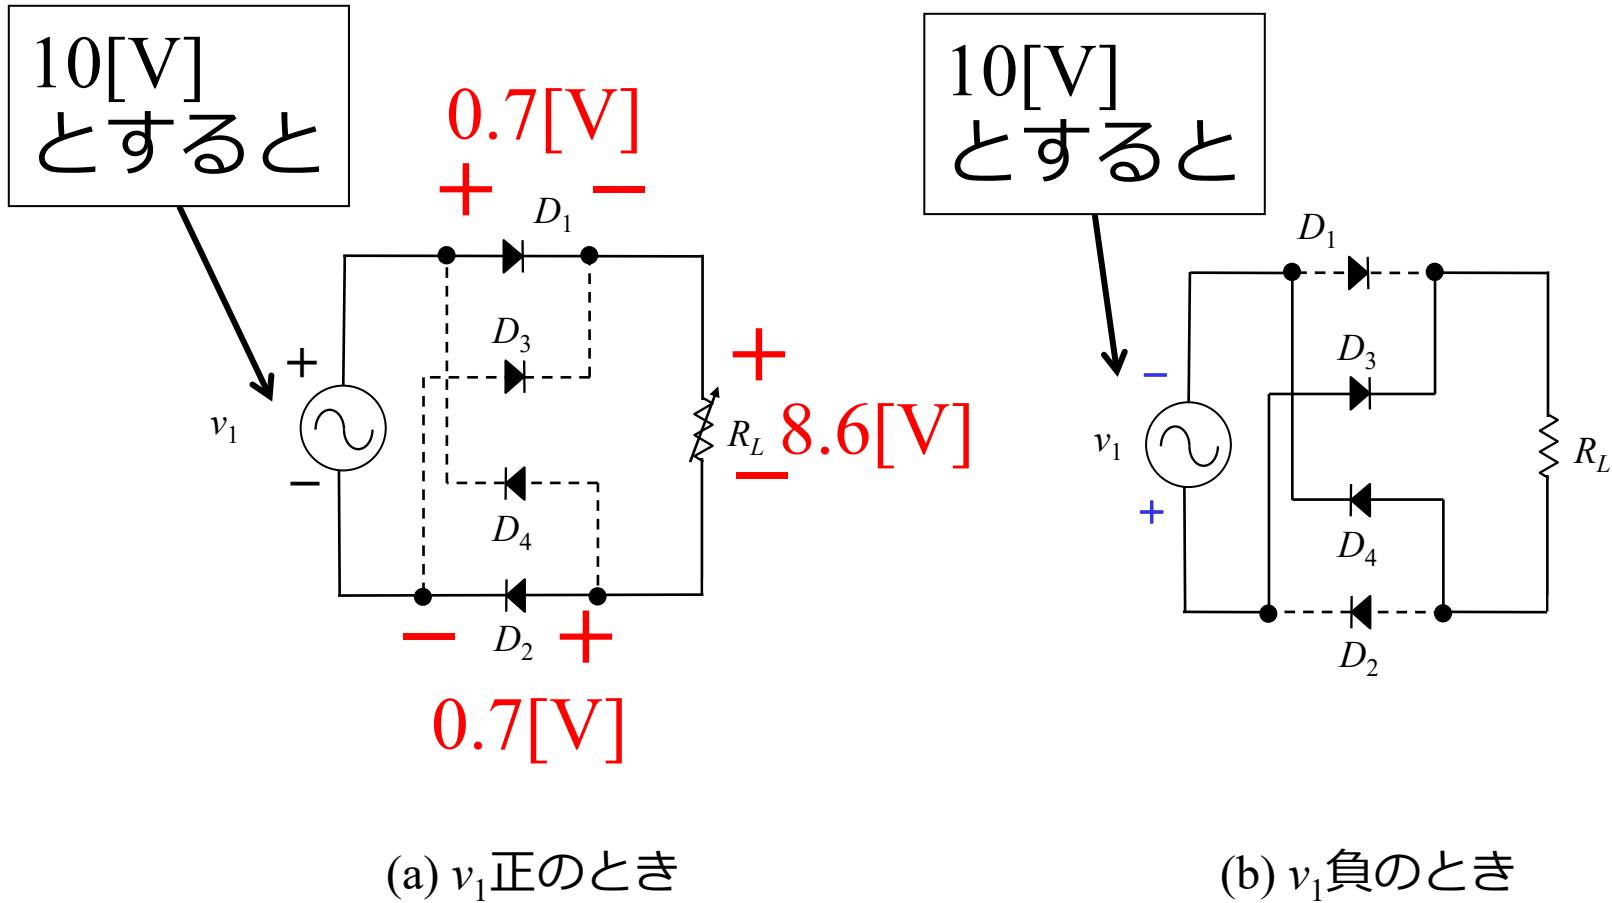 10[V]
とすると
0.7[V]
+ −
D1
D3
+
v1
−
+
RL 8.6[V]
−
D4
− D2 +
0.7[V]
(a) v1正のとき
10[V]
とすると
D1
D3
−
v1
+
RL
D4
D2
(b) v1負のとき